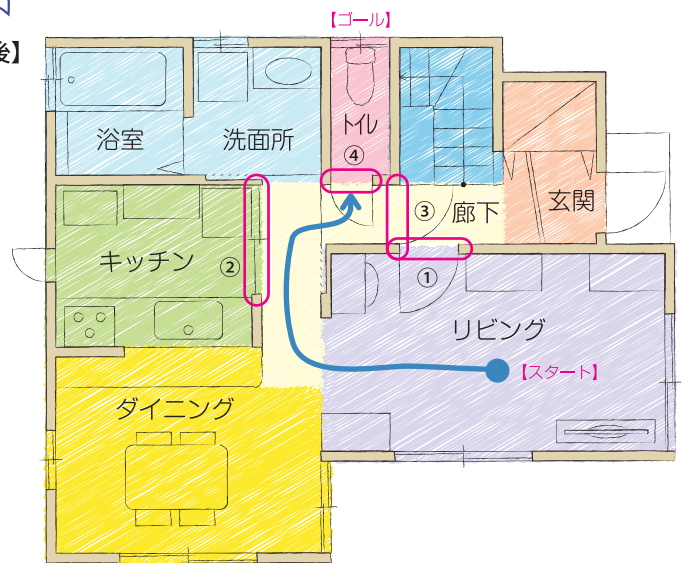 後】
【ゴール】
浴室
洗面所
トイレ
④
③
廊下
玄関
キッチン
②
①
リビング
【スタート】
ダイニング